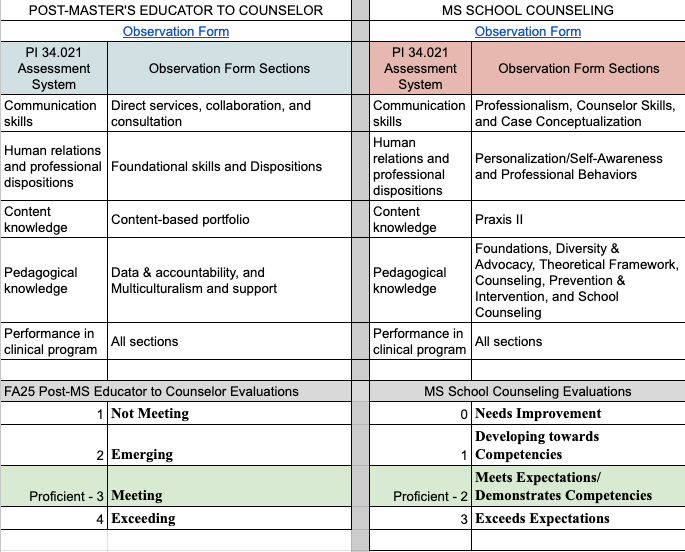 POST-MASTER'S EDUCATOR TO COUNSELOR
MS SCHOOL COUNSELING
Observation Form
Observation Form
PI 34.021
Assessment
System
Observation Form Sections
PI 34.021
Assessment
System
Observation Form Sections
Communication
skills
Direct services, collaboration, and
consultation
Communication
skills
Professionalism, Counselor Skills,
and Case Conceptualization
Human relations
and professional
dispositions
Foundational skills and Dispositions
Human
relations and
professional
dispositions
Personalization/Self-Awareness
and Professional Behaviors
Content
knowledge
Content-based portfolio
Content
knowledge
Praxis II
Pedagogical
knowledge
Data & accountability, and
Multiculturalism and support
Pedagogical
knowledge
Foundations, Diversity &
Advocacy, Theoretical Framework,
Counseling, Prevention &
Intervention, and School
Counseling
Performance in
clinical program
All sections
Performance in
clinical program
All sections
FA25 Post-MS Educator to Counselor Evaluations
MS School Counseling Evaluations
1 Not Meeting
0 Needs Improvement
2 Emerging
Developing towards
1 Competencies
Proficient - 3 Meeting
Meets Expectations/
Proficient - 2 Demonstrates Competencies
4 Exceeding
3 Exceeds Expectations